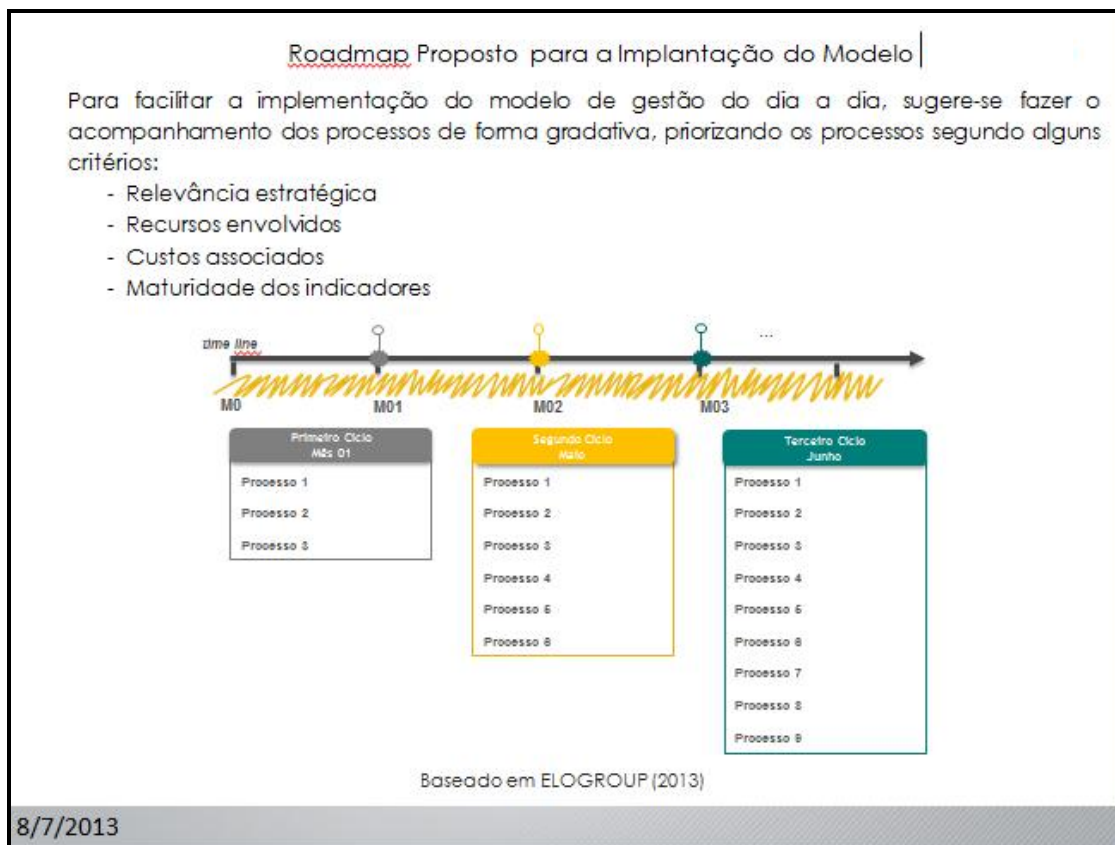 Roadmap Proposto para a Implantação do Modelo
Para facilitar a implementação do modelo de gestão do dia a dia, sugere-se fazer o
acompanhamento dos processos de forma gradativa, priorizando os processos segundo alguns
critérios:
- Relevância estratégica
- Recursos envolvidos
- Custos associados
- Maturidade dos indicadores
time line
...
M0 M01 M02 M03
Primeiro Ciclo
Mês 01
Processo 1
Processo 2
Processo 3
Segundo Ciclo
Maio
Processo 1
Processo 2
Processo 3
Processo 4
Processo 5
Processo 6
Terceiro Ciclo
Junho
Processo 1
Processo 2
Processo 3
Processo 4
Processo 5
Processo 6
Processo 7
Processo 8
Processo 9
Baseado em ELOGROUP (2013)
8/7/2013